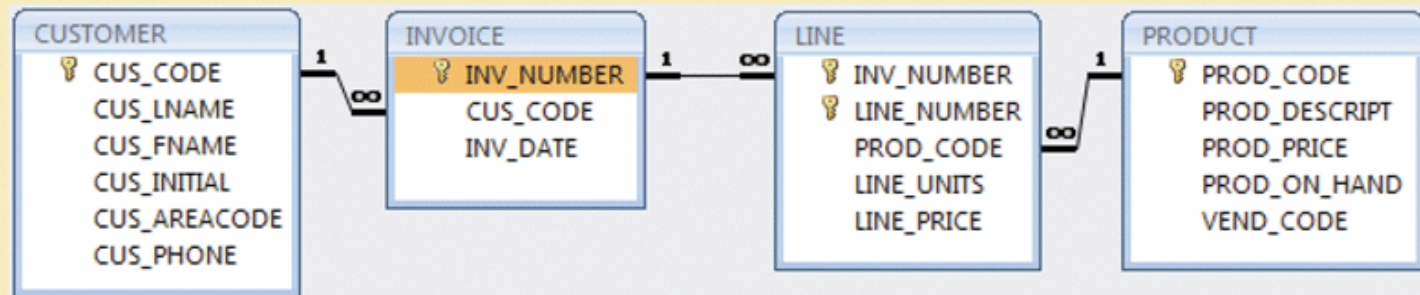 CUSTOMER
CUS_CODE
CUS_LNAME
CUS_FNAME
CUS_INITIAL
CUS_AREACODE
CUS_PHONE
1
∞
INVOICE
INV_NUMBER
CUS_CODE
INV_DATE
1
∞
LINE
INV_NUMBER
LINE_NUMBER
PROD_CODE
LINE_UNITS
LINE_PRICE
∞
1
PRODUCT
PROD_CODE
PROD_DESCRIPT
PROD_PRICE
PROD_ON_HAND
VEND_CODE